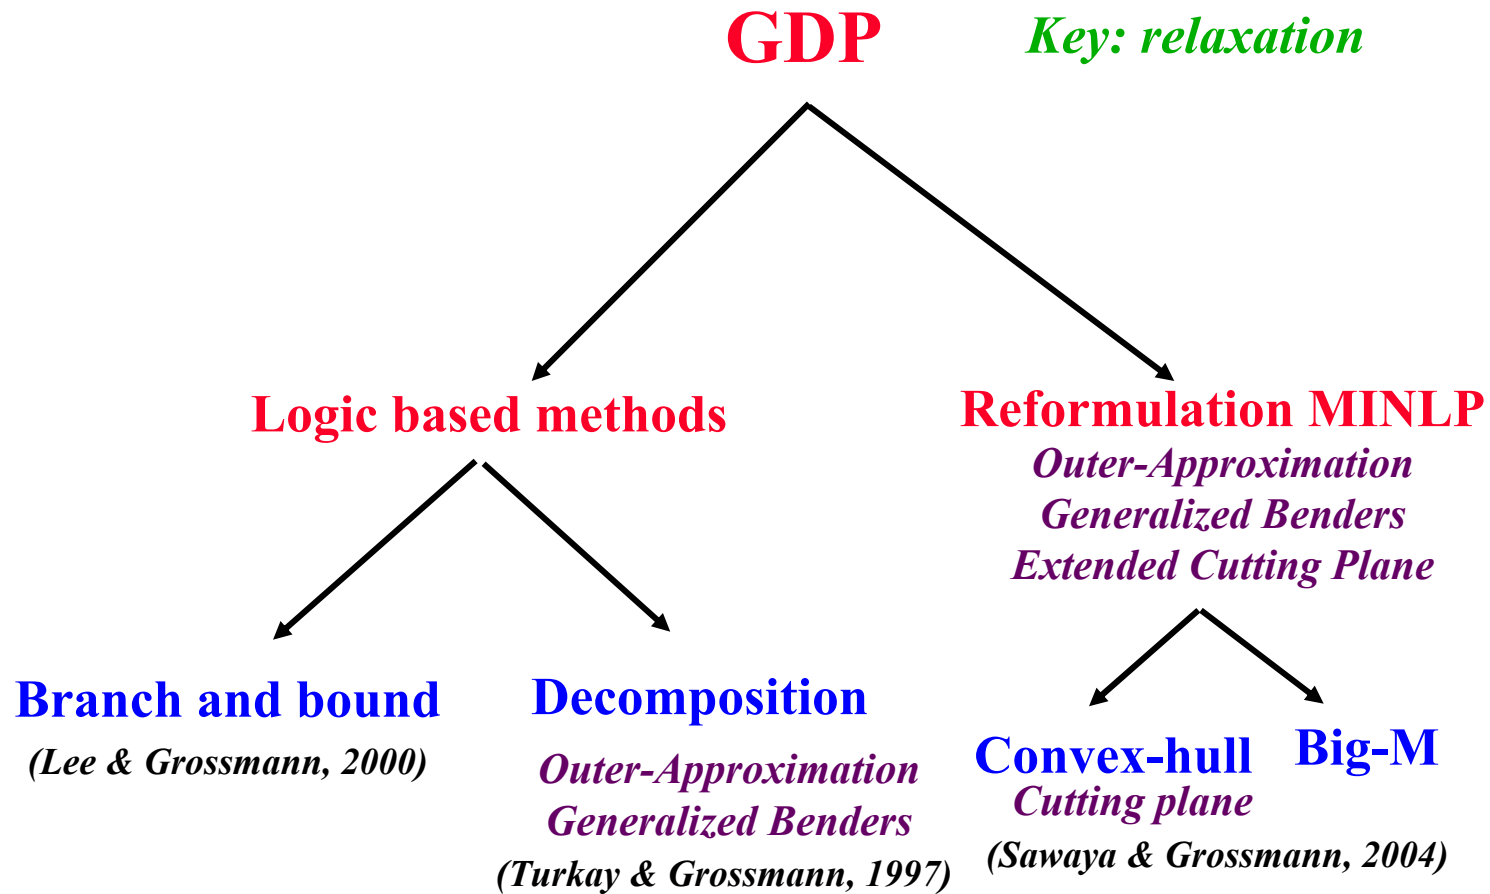 GDP
Key: relaxation
Logic based methods
Reformulation MINLP
Outer-Approximation
Generalized Benders
Extended Cutting Plane
Branch and bound
(Lee & Grossmann, 2000)
Decomposition
Outer-Approximation
Generalized Benders
(Turkay & Grossmann, 1997)
Convex-hull
Cutting plane
(Sawaya & Grossmann, 2004)
Big-M